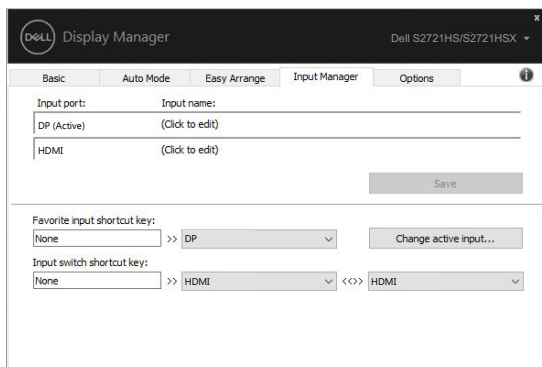 DELL Display Manager
x
Dell S2721HS/S2721HSX
Basic Auto Mode Easy Arrange Input Manager Options i
Input port: Input name:
DP (Active) (Click to edit)
HDMI (Click to edit)
Save
Favorite input shortcut key:
None >> DP Change active input...
Input switch shortcut key:
None >> HDMI <<>> HDMI